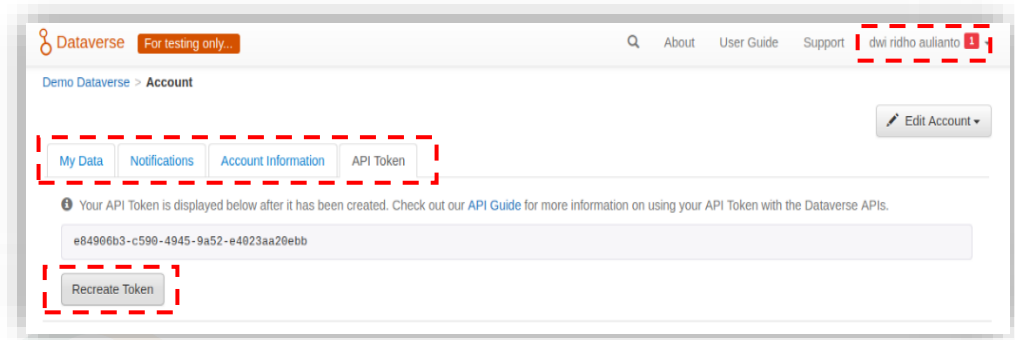 Dataverse For testing only... About User Guide Support dwi ridho aulianto 1
Demo Dataverse > Account
Edit Account
My Data Notifications Account Information API Token
Your API Token is displayed below after it has been created. Check out our API Guide for more information on using your API Token with the Dataverse APIs.
e84906b3-c590-4945-9a52-e4023aa20ebb
Recreate Token